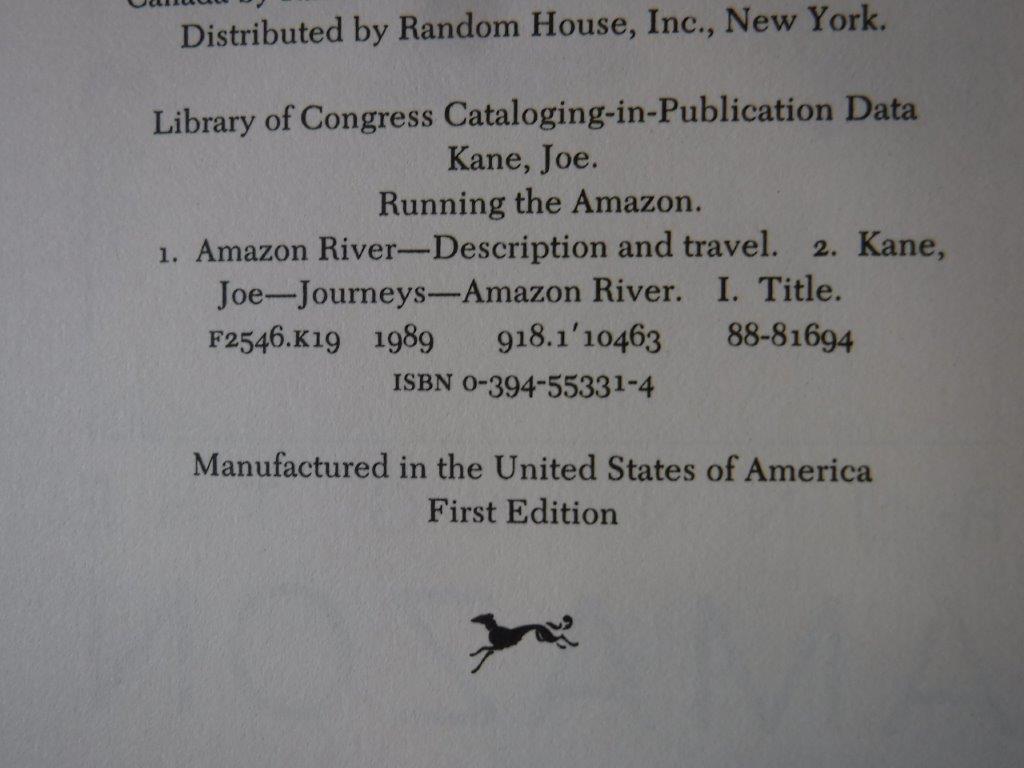 Canada by
Distributed by Random House, Inc., New York.
Library of Congress Cataloging-in-Publication Data
Kane, Joe.
Running the Amazon.
1. Amazon River—Description and travel. 2. Kane,
Joe—Journeys—Amazon River. I. Title.
F2546.K19 1989 918.1′10463 88-81694
ISBN 0-394-55331-4
Manufactured in the United States of America
First Edition